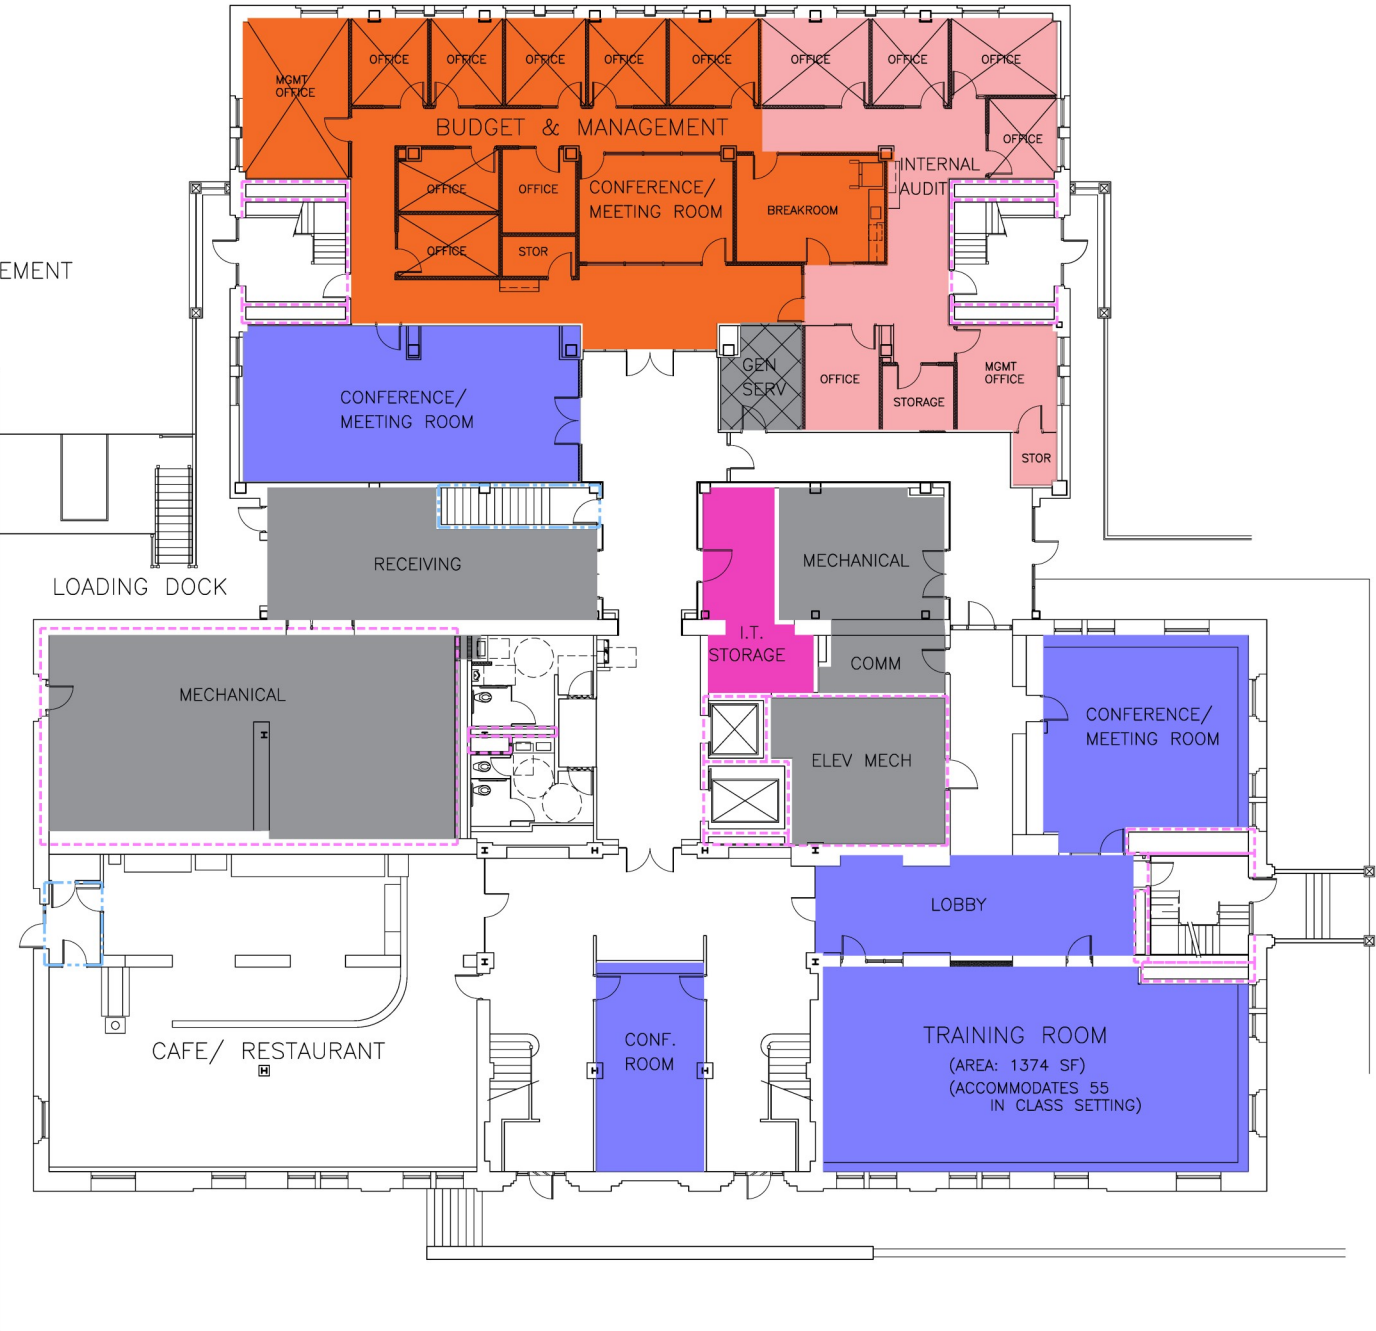 OFFICE
OFFICE
OFFICE
OFFICE
OFFICE
OFFICE
OFFICE
OFFICE
MGMT
OFFICE
BUDGET & MANAGEMENT
OFFICE
INTERNAL
AUDIT
OFFICE
OFFICE
CONFERENCE/
MEETING ROOM
BREAKROOM
OFFICE
STOR
EMENT
GEN
SERV
OFFICE
MGMT
OFFICE
STORAGE
CONFERENCE/
MEETING ROOM
STOR
RECEIVING
MECHANICAL
LOADING DOCK
I.T.
STORAGE
COMM
MECHANICAL
CONFERENCE/
MEETING ROOM
ELEV MECH
LOBBY
CAFE/ RESTAURANT
CONF.
ROOM
TRAINING ROOM
(AREA: 1374 SF)
(ACCOMMODATES 55
IN CLASS SETTING)